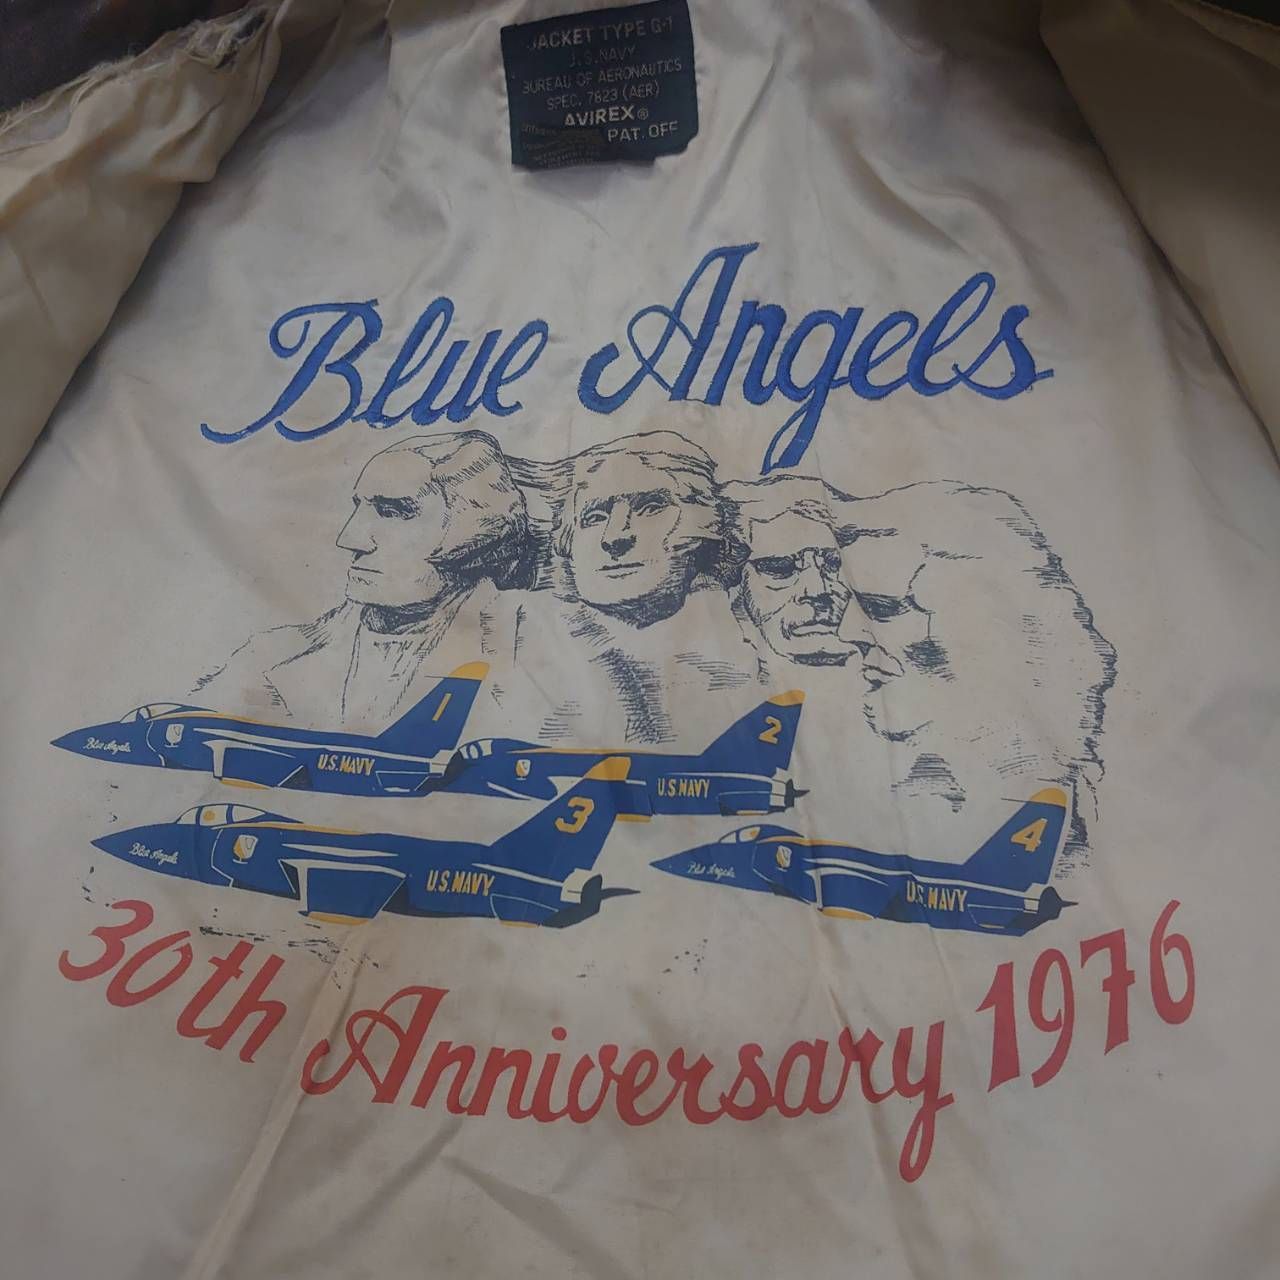 JACKET TYPE G-1
U.S. NAVY
BUREAU OF AERONAUTICS
SPEC. 7823 (AER)
AVIREX®
PAT. OFF
Blue Angels
1
Blue Angels
U.S. NAVY
2
U.S. NAVY
3
Blue Angels
U.S. NAVY
4
Blue Angels
U.S. NAVY
30th Anniversary 1976